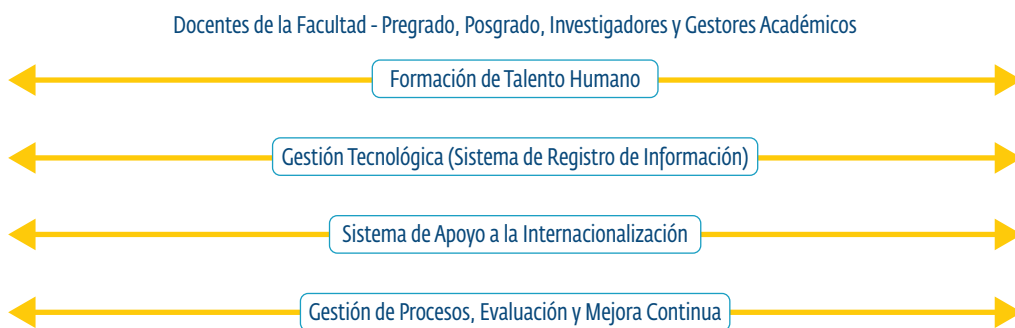 Docentes de la Facultad - Pregrado, Posgrado, Investigadores y Gestores Académicos
Formación de Talento Humano
Gestión Tecnológica (Sistema de Registro de Información)
Sistema de Apoyo a la Internacionalización
Gestión de Procesos, Evaluación y Mejora Continua